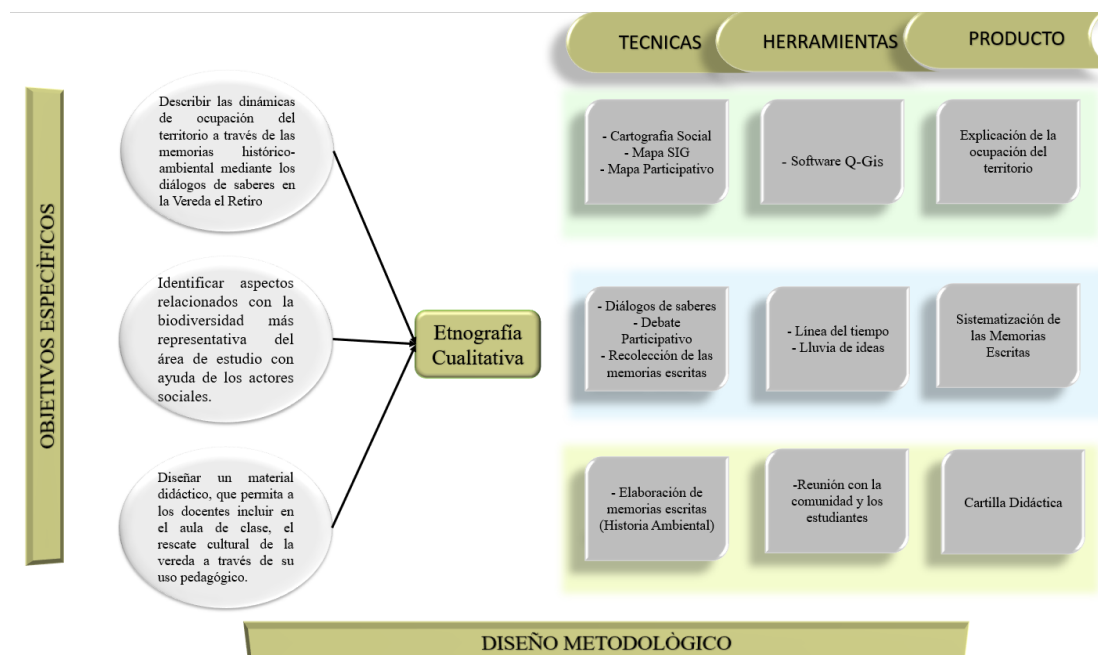 TECNICAS
HERRAMIENTAS
PRODUCTO
OBJETIVOS ESPECÍFICOS
Describir las dinámicas
de ocupación del
territorio a través de las
memorias histórico-
ambiental mediante los
diálogos de saberes en
la Vereda el Retiro
Identificar aspectos
relacionados con la
biodiversidad más
representativa del
área de estudio con
ayuda de los actores
sociales.
Diseñar un material
didáctico, que permita a
los docentes incluir en
el aula de clase, el
rescate cultural de la
vereda a través de su
uso pedagógico.
Etnografía
Cualitativa
- Cartografía Social
- Mapa SIG
- Mapa Participativo
- Software Q-Gis
Explicación de la
ocupación del
territorio
- Diálogos de saberes
- Debate
Participativo
- Recolección de las
memorias escritas
- Línea del tiempo
- Lluvia de ideas
Sistematización de
las Memorias
Escritas
- Elaboración de
memorias escritas
(Historia Ambiental)
-Reunión con la
comunidad y los
estudiantes
Cartilla Didáctica
DISEÑO METODOLÒGICO